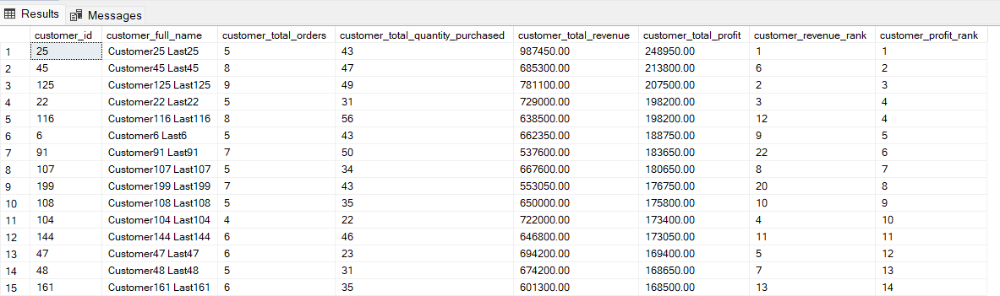 Results Messages
customer_id customer_full_name customer_total_orders customer_total_quantity_purchased customer_total_revenue customer_total_profit customer_revenue_rank customer_profit_rank
1 25 Customer25 Last25 5 43 987450.00 248950.00 1 1
2 45 Customer45 Last45 8 47 685300.00 213800.00 6 2
3 125 Customer125 Last125 9 49 781100.00 207500.00 2 3
4 22 Customer22 Last22 5 31 729000.00 198200.00 3 4
5 116 Customer116 Last116 8 56 638500.00 198200.00 12 4
6 6 Customer6 Last6 5 43 662350.00 188750.00 9 5
7 91 Customer91 Last91 7 50 537600.00 183650.00 22 6
8 107 Customer107 Last107 5 34 667600.00 180650.00 8 7
9 199 Customer199 Last199 7 43 553050.00 176750.00 20 8
10 108 Customer108 Last108 5 35 650000.00 175800.00 10 9
11 104 Customer104 Last104 4 22 722000.00 173400.00 4 10
12 144 Customer144 Last144 6 46 646800.00 173050.00 11 11
13 47 Customer47 Last47 6 23 694200.00 169400.00 5 12
14 48 Customer48 Last48 5 31 674200.00 168650.00 7 13
15 161 Customer161 Last161 6 35 601300.00 168500.00 13 14